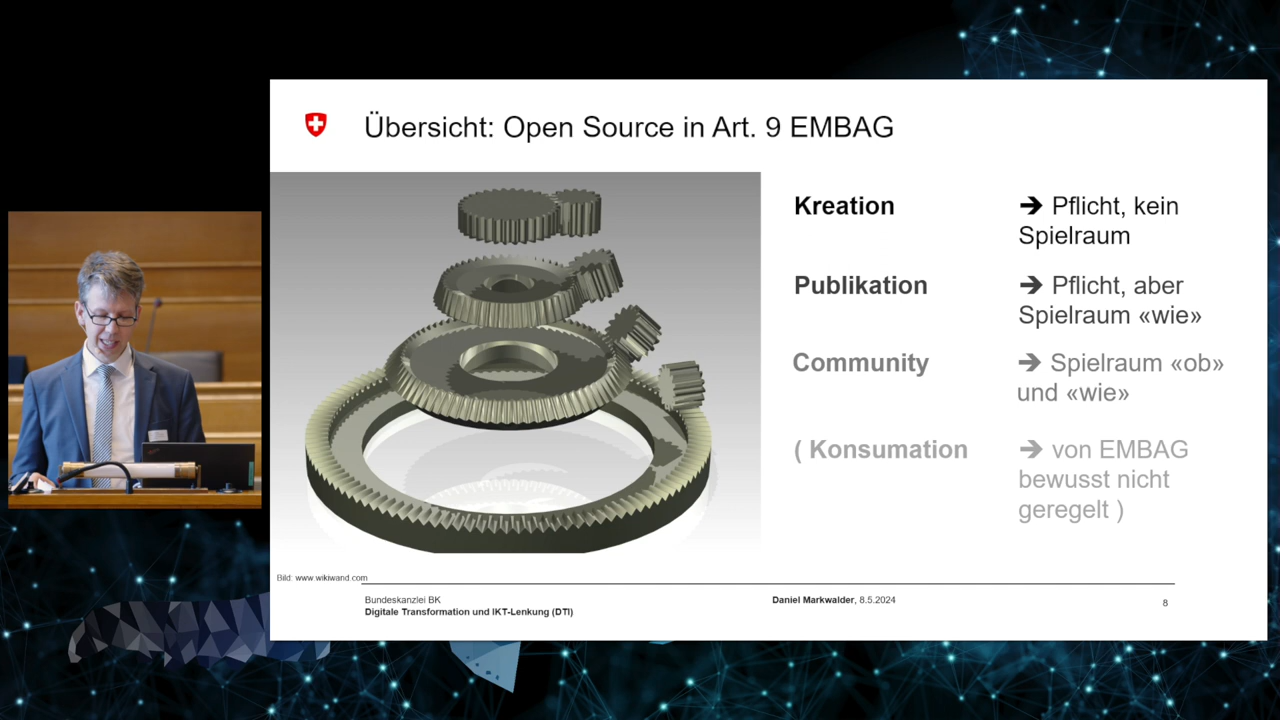 Übersicht: Open Source in Art. 9 EMBAG
Kreation
➔ Pflicht, kein
Spielraum
Publikation
➔ Pflicht, aber
Spielraum «wie»
Community
➔ Spielraum «ob»
und «wie»
( Konsumation
➔ von EMBAG
bewusst nicht
geregelt )
Bild: www.wikiwand.com
Bundeskanzlei BK
Digitale Transformation und IKT-Lenkung (DTI)
Daniel Markwalder, 8.5.2024
8